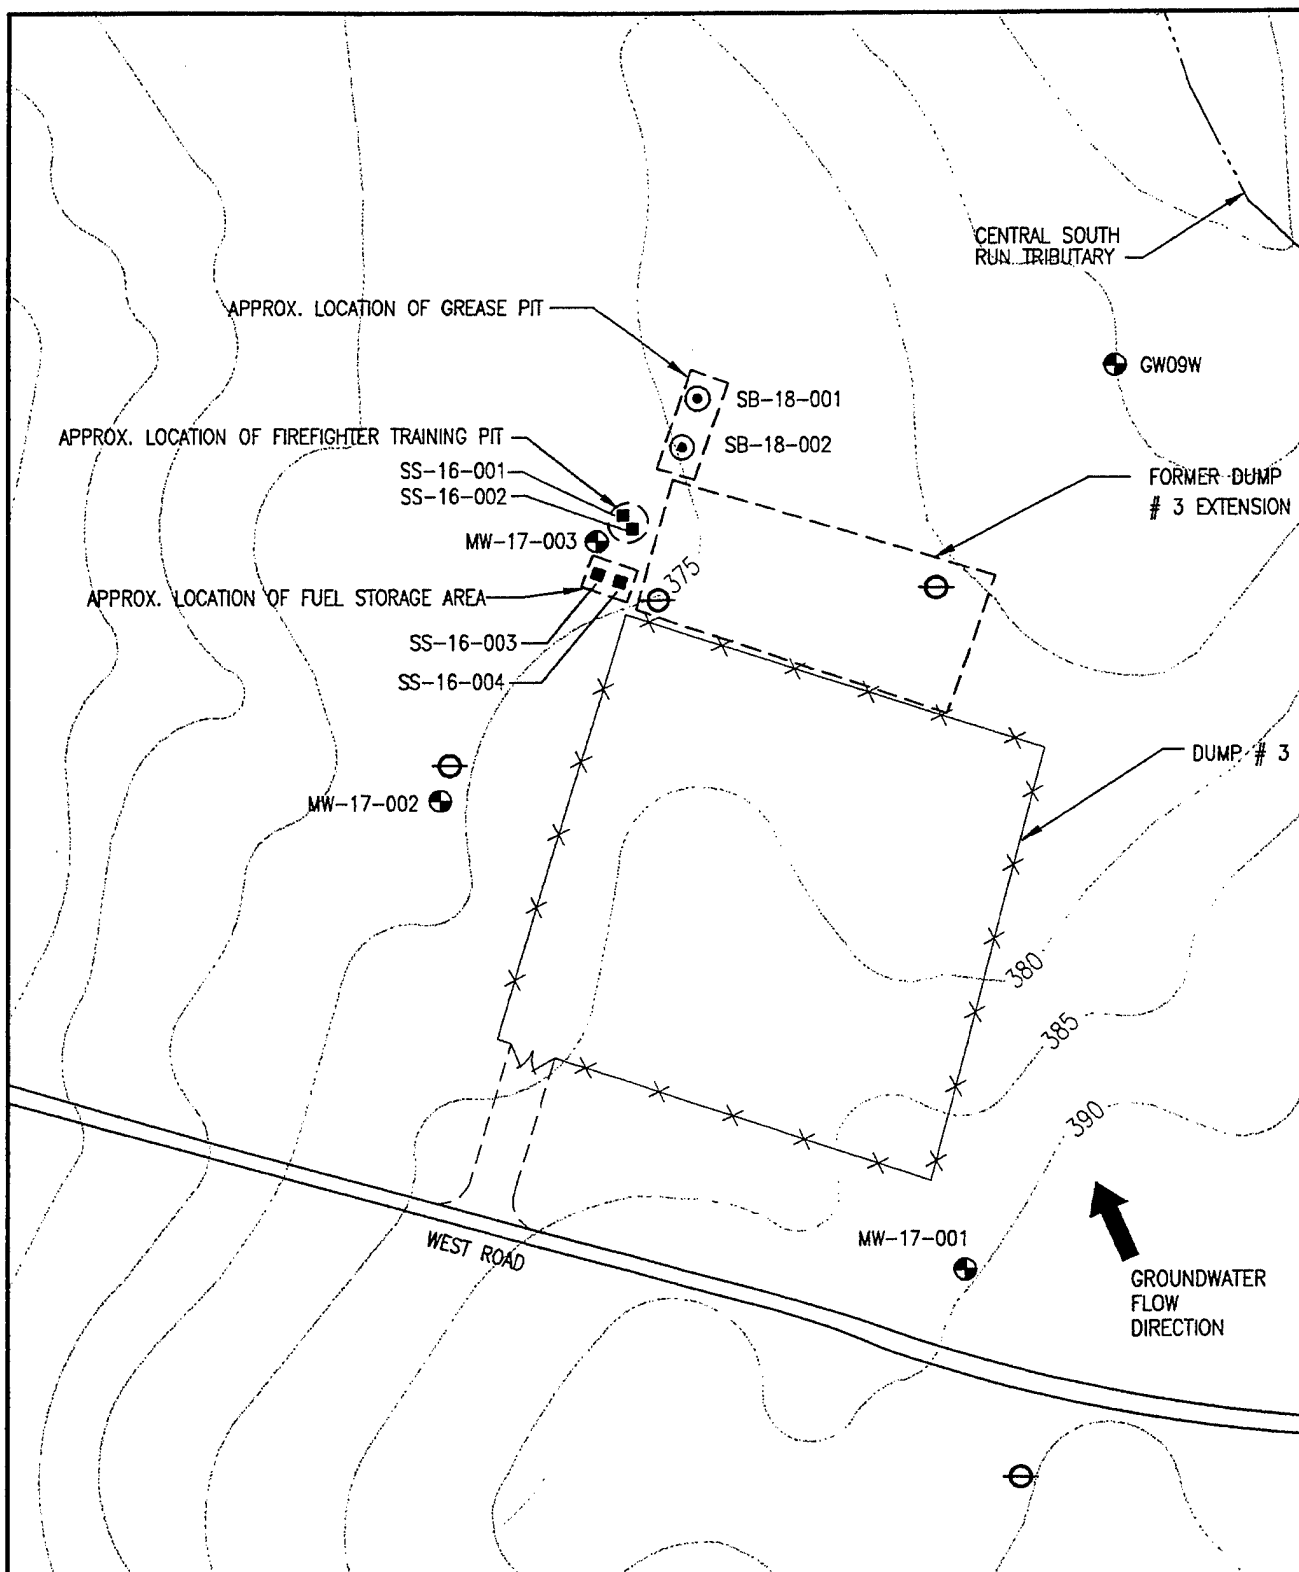 CENTRAL SOUTH
RUN TRIBUTARY
APPROX. LOCATION OF GREASE PIT
GW09W
SB-18-001
APPROX. LOCATION OF FIREFIGHTER TRAINING PIT
SB-18-002
SS-16-001
SS-16-002
FORMER DUMP
# 3 EXTENSION
MW-17-003
375
APPROX. LOCATION OF FUEL STORAGE AREA
SS-16-003
SS-16-004
DUMP # 3
MW-17-002
380
385
390
MW-17-001
WEST ROAD
GROUNDWATER
FLOW
DIRECTION